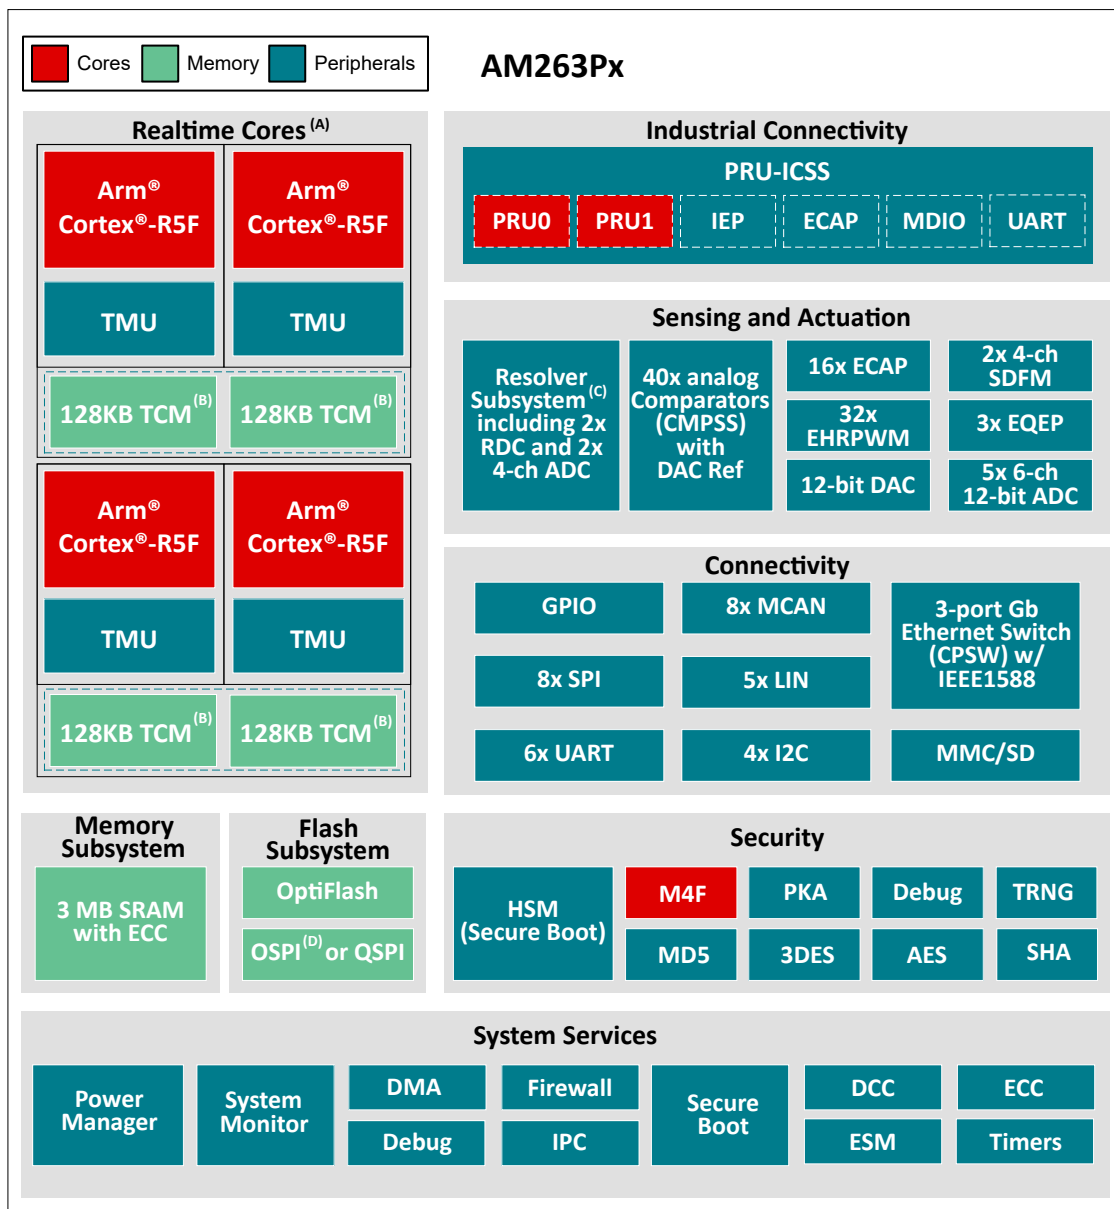 Cores
Memory
Peripherals
AM263Px
Realtime Cores (A)
Arm®
Cortex®-R5F
Arm®
Cortex®-R5F
TMU
TMU
128KB TCM(B)
128KB TCM(B)
Arm®
Cortex®-R5F
Arm®
Cortex®-R5F
TMU
TMU
128KB TCM(B)
128KB TCM(B)
Industrial Connectivity
PRU-ICSS
PRU0
PRU1
IEP
ECAP
MDIO
UART
Sensing and Actuation
Resolver
Subsystem(C)
including 2x
RDC and 2x
4-ch ADC
40x analog
Comparators
(CMPSS)
with
DAC Ref
16x ECAP
2x 4-ch
SDFM
32x
EHRPWM
3x EQEP
12-bit DAC
5x 6-ch
12-bit ADC
Connectivity
GPIO
8x MCAN
3-port Gb
Ethernet Switch
(CPSW) w/
IEEE1588
8x SPI
5x LIN
6x UART
4x I2C
MMC/SD
Memory
Subsystem
3 MB SRAM
with ECC
Flash
Subsystem
OptiFlash
OSPI(D) or QSPI
Security
HSM
(Secure Boot)
M4F
PKA
Debug
TRNG
MD5
3DES
AES
SHA
System Services
Power
Manager
System
Monitor
DMA
Firewall
Debug
IPC
Secure
Boot
DCC
ECC
ESM
Timers